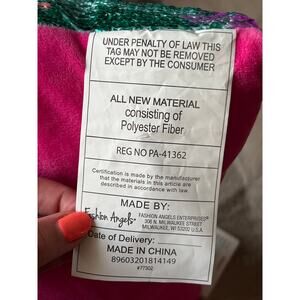 UNDER PENALTY OF LAW THIS
TAG MAY NOT BE REMOVED
EXCEPT BY THE CONSUMER
ALL NEW MATERIAL
consisting of
Polyester Fiber
REG NO PA-41362
Certification is made by the manufacturer
that the materials in this article are
described in accordance with law
MADE BY:
Fashion Angels
FASHION ANGELS ENTERPRISES®
306 N. MILWAUKEE STREET
MILWAUKEE, WI 53202 U.S.A
Date of Delivery:
MADE IN CHINA
89603201814149
#77302